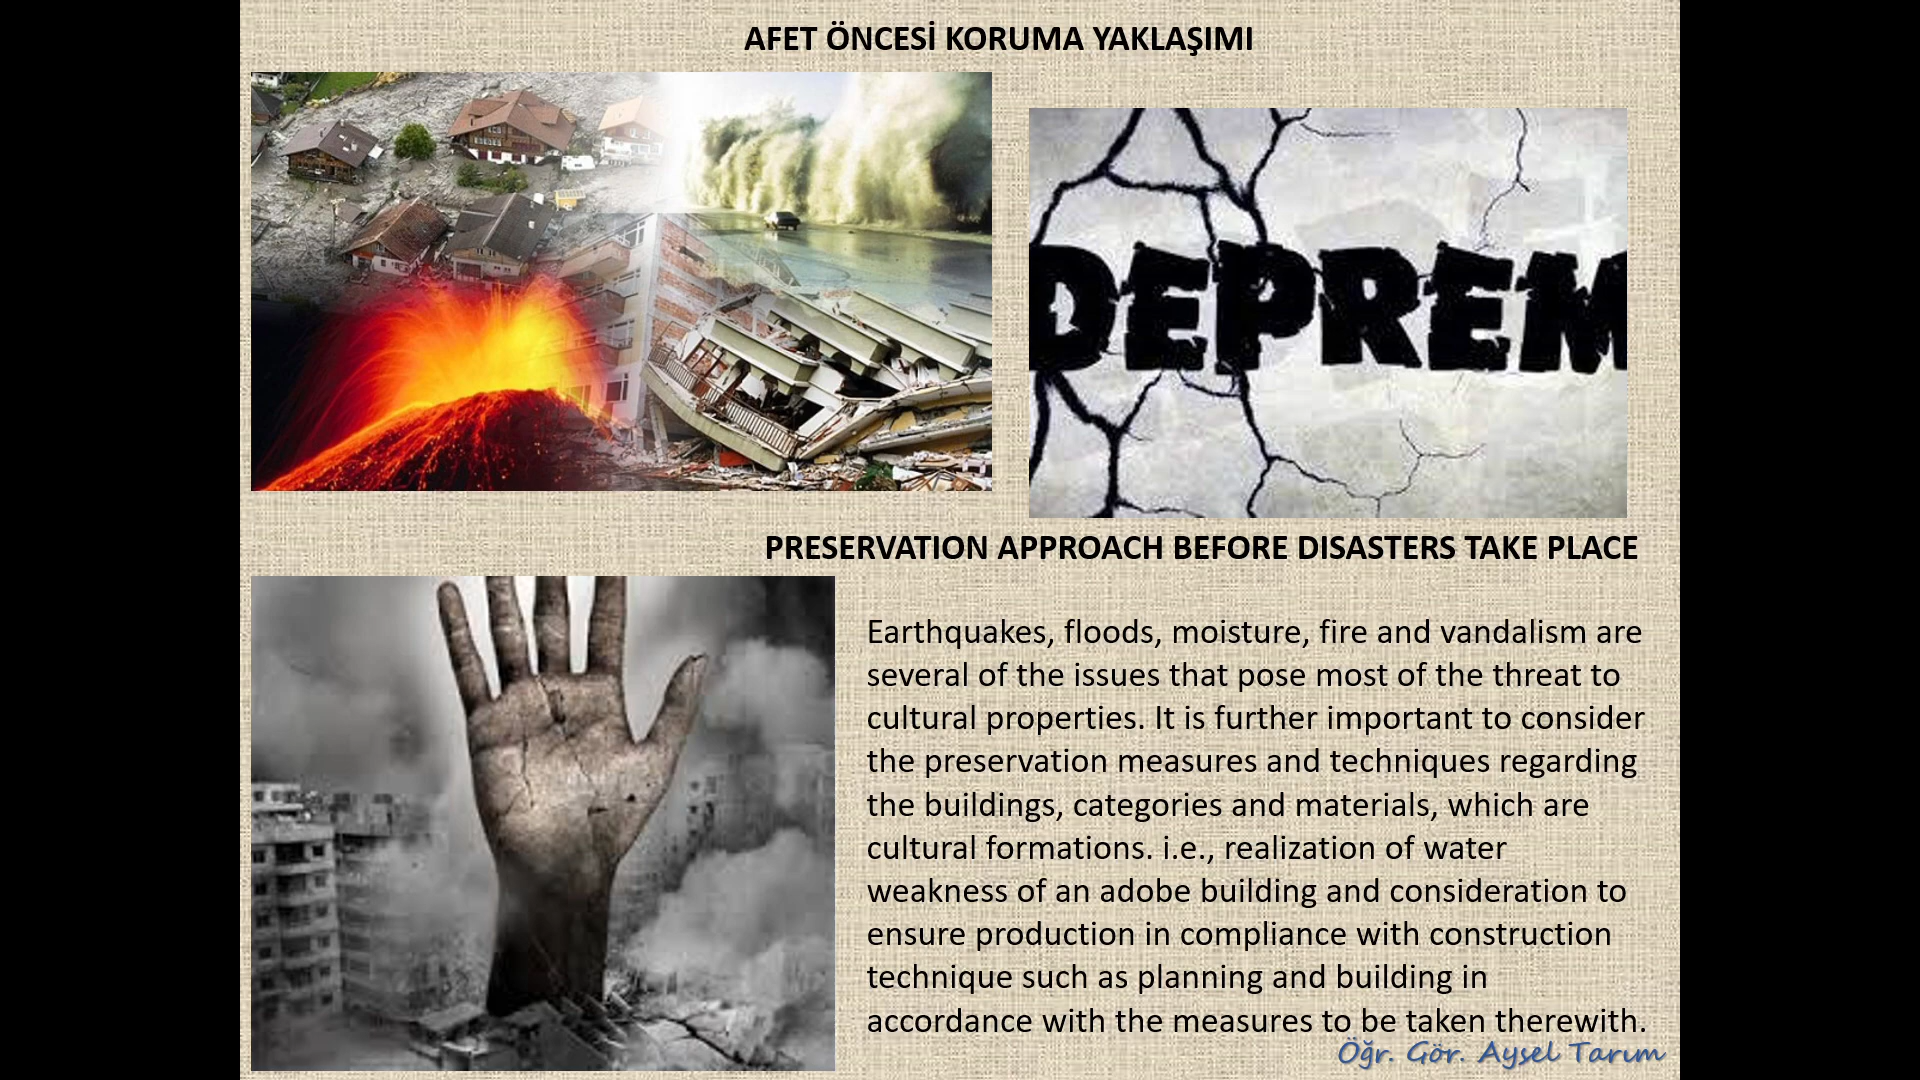 AFET ÖNCESİ KORUMA YAKLAŞIMI
DEPREM
PRESERVATION APPROACH BEFORE DISASTERS TAKE PLACE
Earthquakes, floods, moisture, fire and vandalism are
several of the issues that pose most of the threat to
cultural properties. It is further important to consider
the preservation measures and techniques regarding
the buildings, categories and materials, which are
cultural formations. i.e., realization of water
weakness of an adobe building and consideration to
ensure production in compliance with construction
technique such as planning and building in
accordance with the measures to be taken therewith.
Öğr. Gör. Aysel Tarım